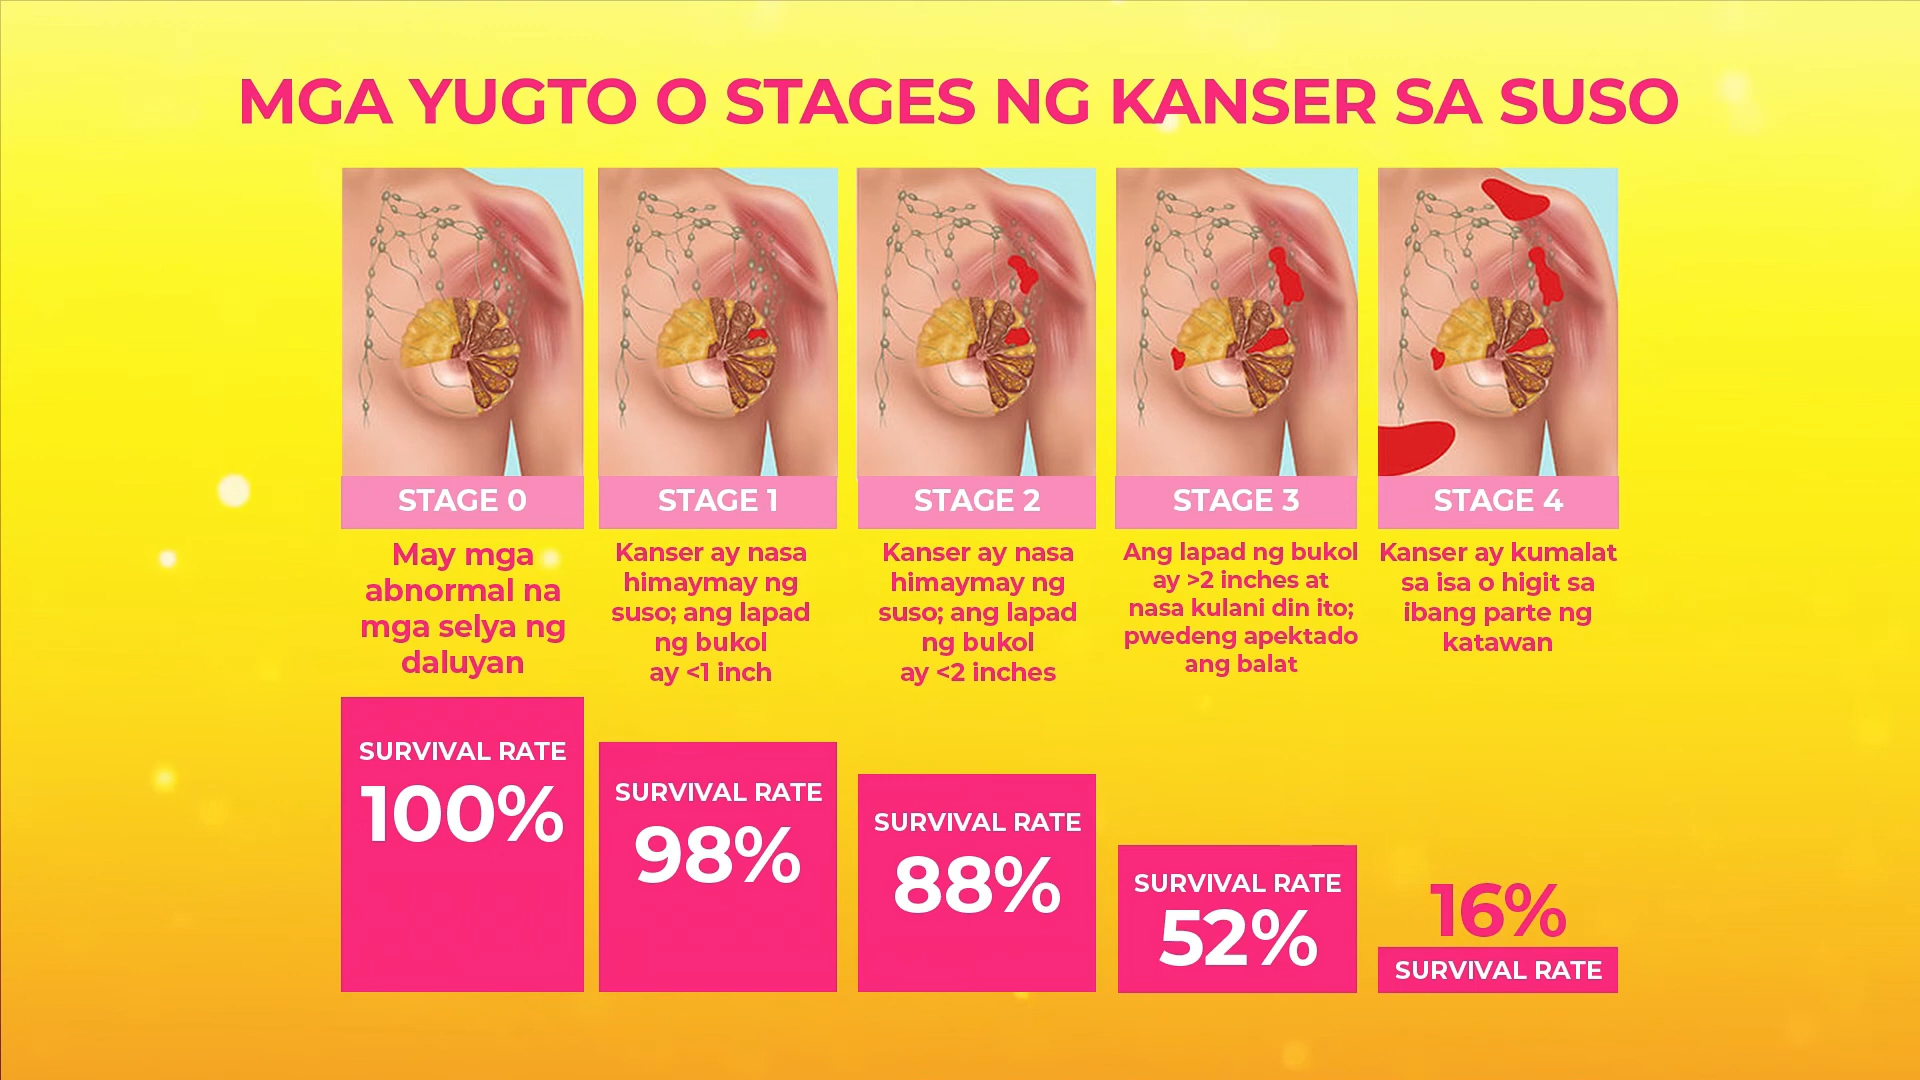 MGA YUGTO O STAGES NG KANSER SA SUSO
STAGE 0
May mga
abnormal na
mga selya ng
daluyan
SURVIVAL RATE
100%
STAGE 1
Kanser ay nasa
himaymay ng
suso; ang lapad
ng bukol
ay <1 inch
SURVIVAL RATE
98%
STAGE 2
Kanser ay nasa
himaymay ng
suso; ang lapad
ng bukol
ay <2 inches
SURVIVAL RATE
88%
STAGE 3
Ang lapad ng bukol
ay >2 inches at
nasa kulani din ito;
pwedeng apektado
ang balat
SURVIVAL RATE
52%
STAGE 4
Kanser ay kumalat
sa isa o higit sa
ibang parte ng
katawan
16%
SURVIVAL RATE